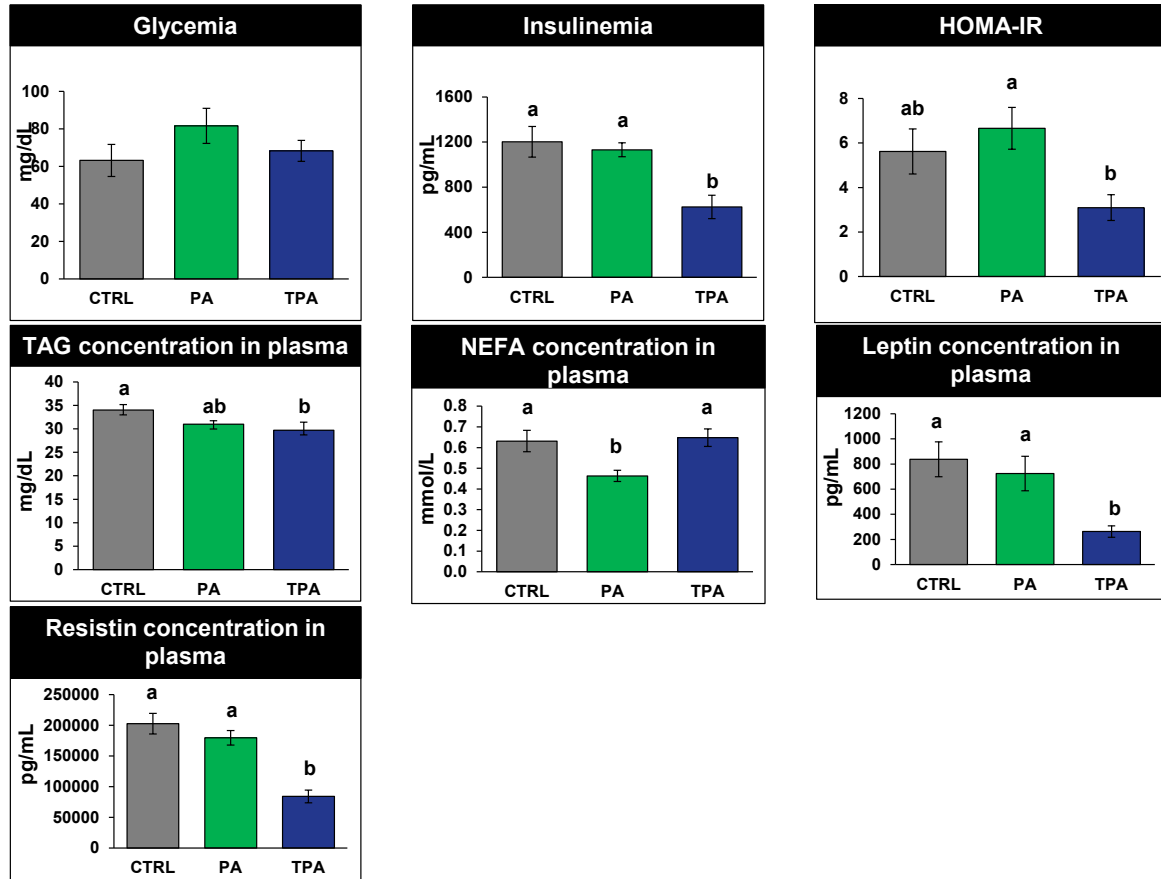 Glycemia
mg/dL
100
80
60
40
20
0
CTRL PA TPA
Insulinemia
pg/mL
1600
1200
800
400
0
a a b
CTRL PA TPA
HOMA-IR
8
6
4
2
0
ab a b
CTRL PA TPA
TAG concentration in plasma
mg/dL
40
35
30
25
20
15
10
5
0
a ab b
CTRL PA TPA
NEFA concentration in
plasma
mmol/L
0.8
0.7
0.6
0.5
0.4
0.3
0.2
0.1
0.0
a b a
CTRL PA TPA
Leptin concentration in
plasma
pg/mL
1200
1000
800
600
400
200
0
a a b
CTRL PA TPA
Resistin concentration in
plasma
pg/mL
250000
200000
150000
100000
50000
0
a a b
CTRL PA TPA